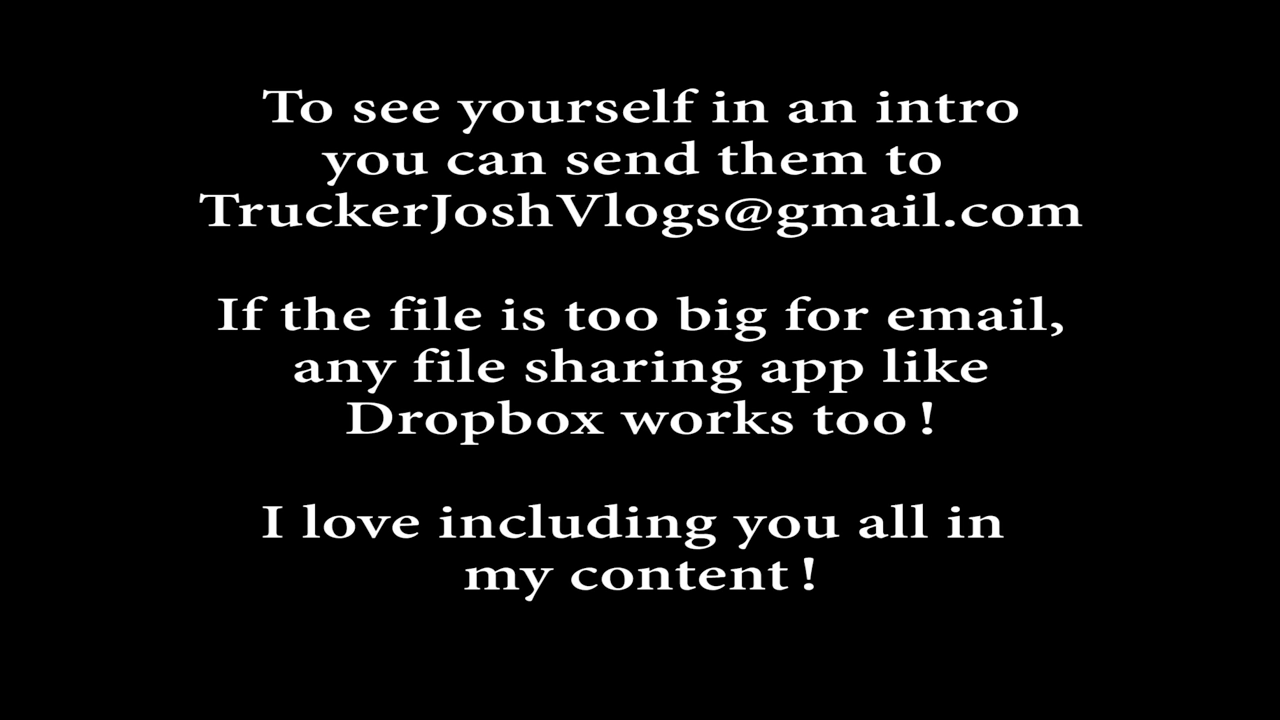 To see yourself in an intro
you can send them to
TruckerJoshVlogs@gmail.com
If the file is too big for email,
any file sharing app like
Dropbox works too!
I love including you all in
my content!